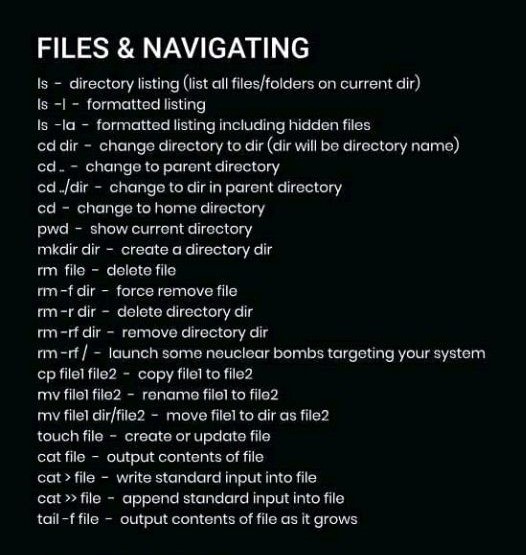 FILES & NAVIGATING
ls - directory listing (list all files/folders on current dir)
ls -l - formatted listing
ls -la - formatted listing including hidden files
cd dir - change directory to dir (dir will be directory name)
cd .. - change to parent directory
cd ../dir - change to dir in parent directory
cd - change to home directory
pwd - show current directory
mkdir dir - create a directory dir
rm file - delete file
rm -f dir - force remove file
rm -r dir - delete directory dir
rm -rf dir - remove directory dir
rm -rf / - launch some neuclear bombs targeting your system
cp file1 file2 - copy file1 to file2
mv file1 file2 - rename file1 to file2
mv file1 dir/file2 - move file1 to dir as file2
touch file - create or update file
cat file - output contents of file
cat > file - write standard input into file
cat >> file - append standard input into file
tail -f file - output contents of file as it grows